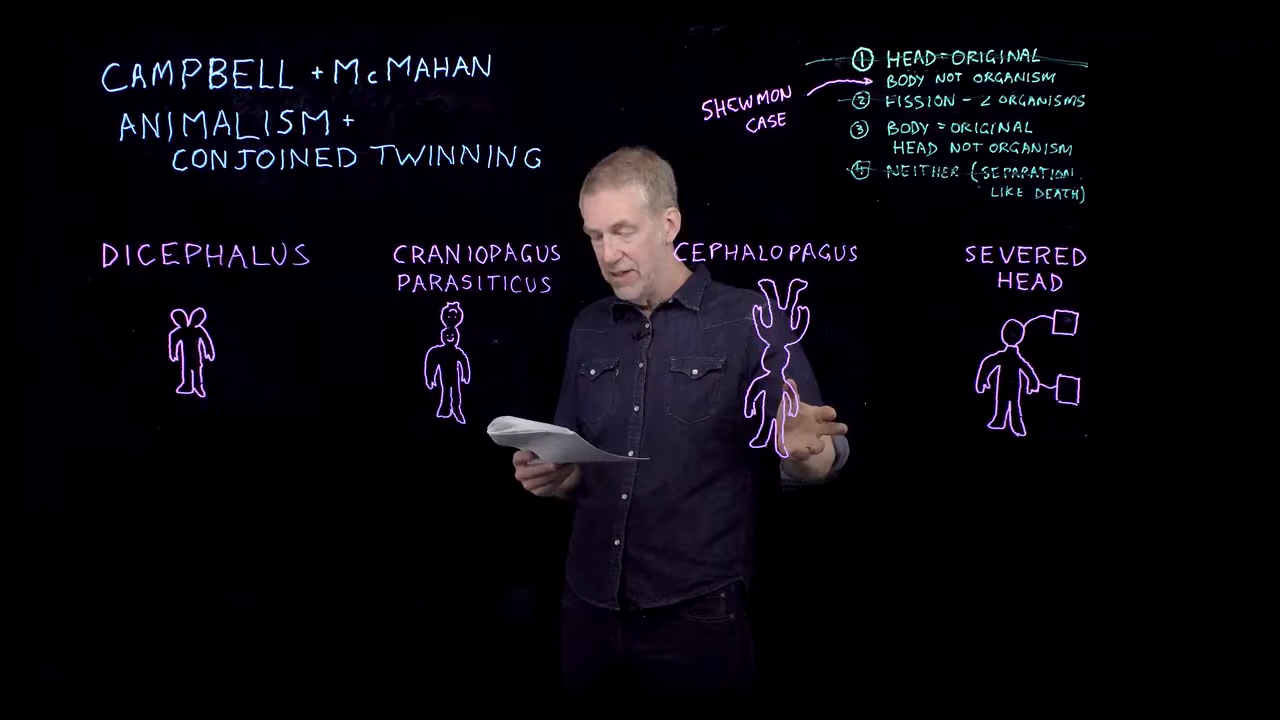 CAMPBELL + McMAHAN
ANIMALISM +
CONJOINED TWINNING
SHEWMON
CASE
① HEAD=ORIGINAL
BODY NOT ORGANISM
② FISSION - 2 ORGANISMS
③ BODY = ORIGINAL
HEAD NOT ORGANISM
④ NEITHER (SEPARATION
LIKE DEATH)
DICEPHALUS
CRANIOPAGUS
PARASITICUS
CEPHALOPAGUS
SEVERED
HEAD